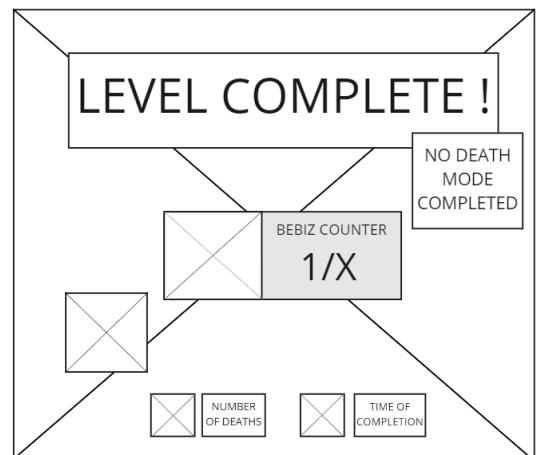 LEVEL COMPLETE !
NO DEATH
MODE
COMPLETED
BEBIZ COUNTER
1/X
NUMBER
OF DEATHS
TIME OF
COMPLETION